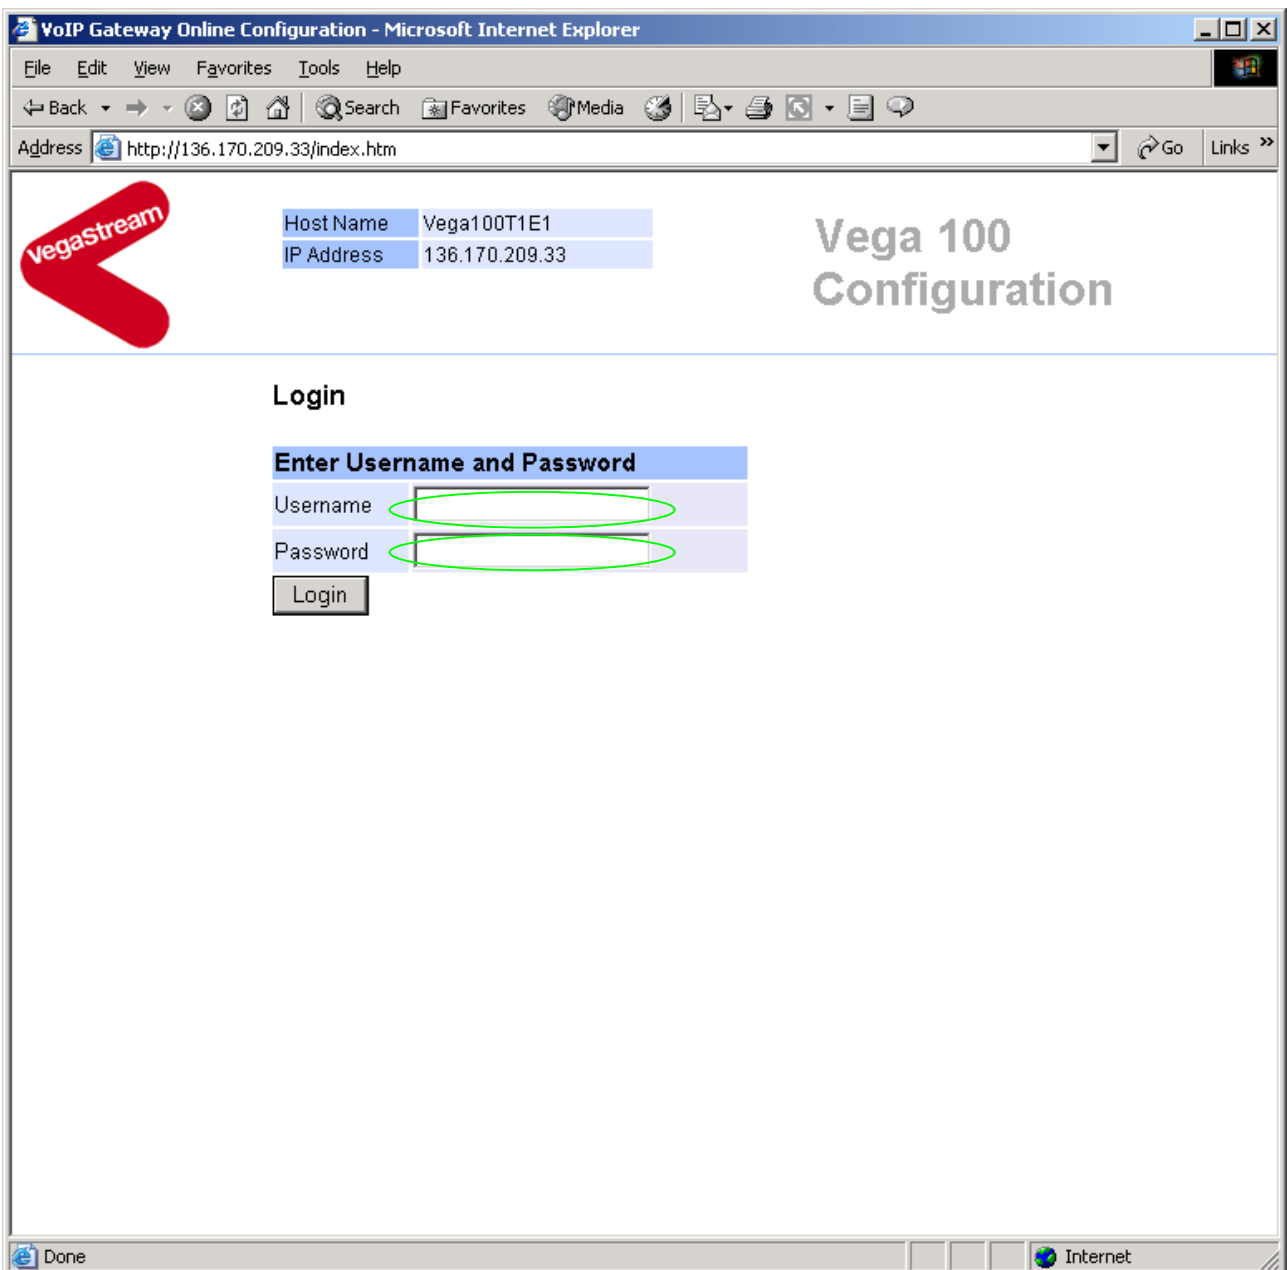 VoIP Gateway Online Configuration - Microsoft Internet Explorer
File Edit View Favorites Tools Help
Back Search Favorites Media
Address http://136.170.209.33/index.htm Go Links »
VegaStream
Host Name Vega100T1E1
IP Address 136.170.209.33
Vega 100
Configuration
Login
Enter Username and Password
Username
Password
Login
Done Internet